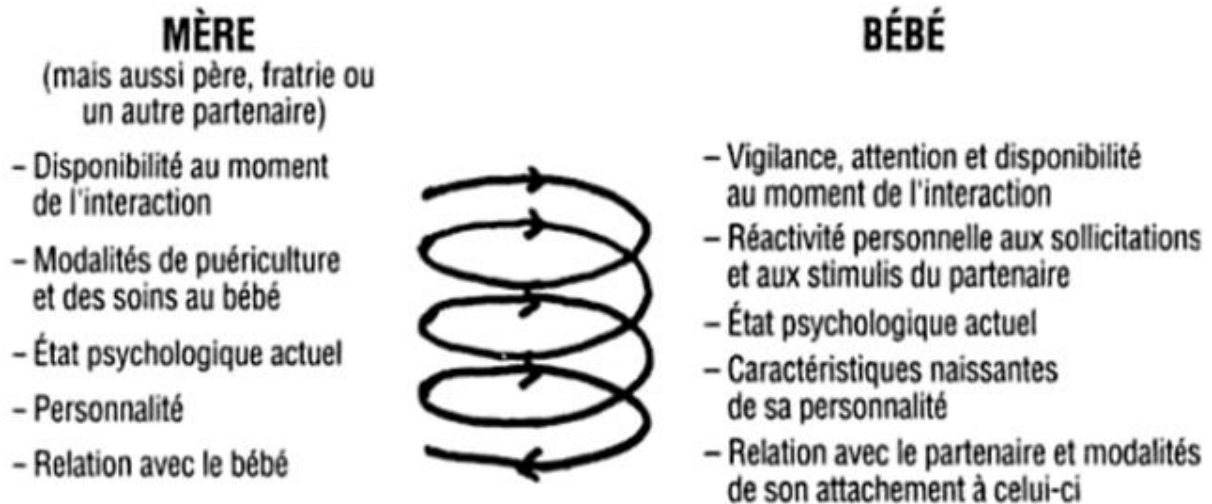 MÈRE
(mais aussi père, fratrie ou
un autre partenaire)
– Disponibilité au moment
de l'interaction
– Modalités de puériculture
et des soins au bébé
– État psychologique actuel
– Personnalité
– Relation avec le bébé
BÉBÉ
– Vigilance, attention et disponibilité
au moment de l'interaction
– Réactivité personnelle aux sollicitations
et aux stimulis du partenaire
– État psychologique actuel
– Caractéristiques naissantes
de sa personnalité
– Relation avec le partenaire et modalités
de son attachement à celui-ci